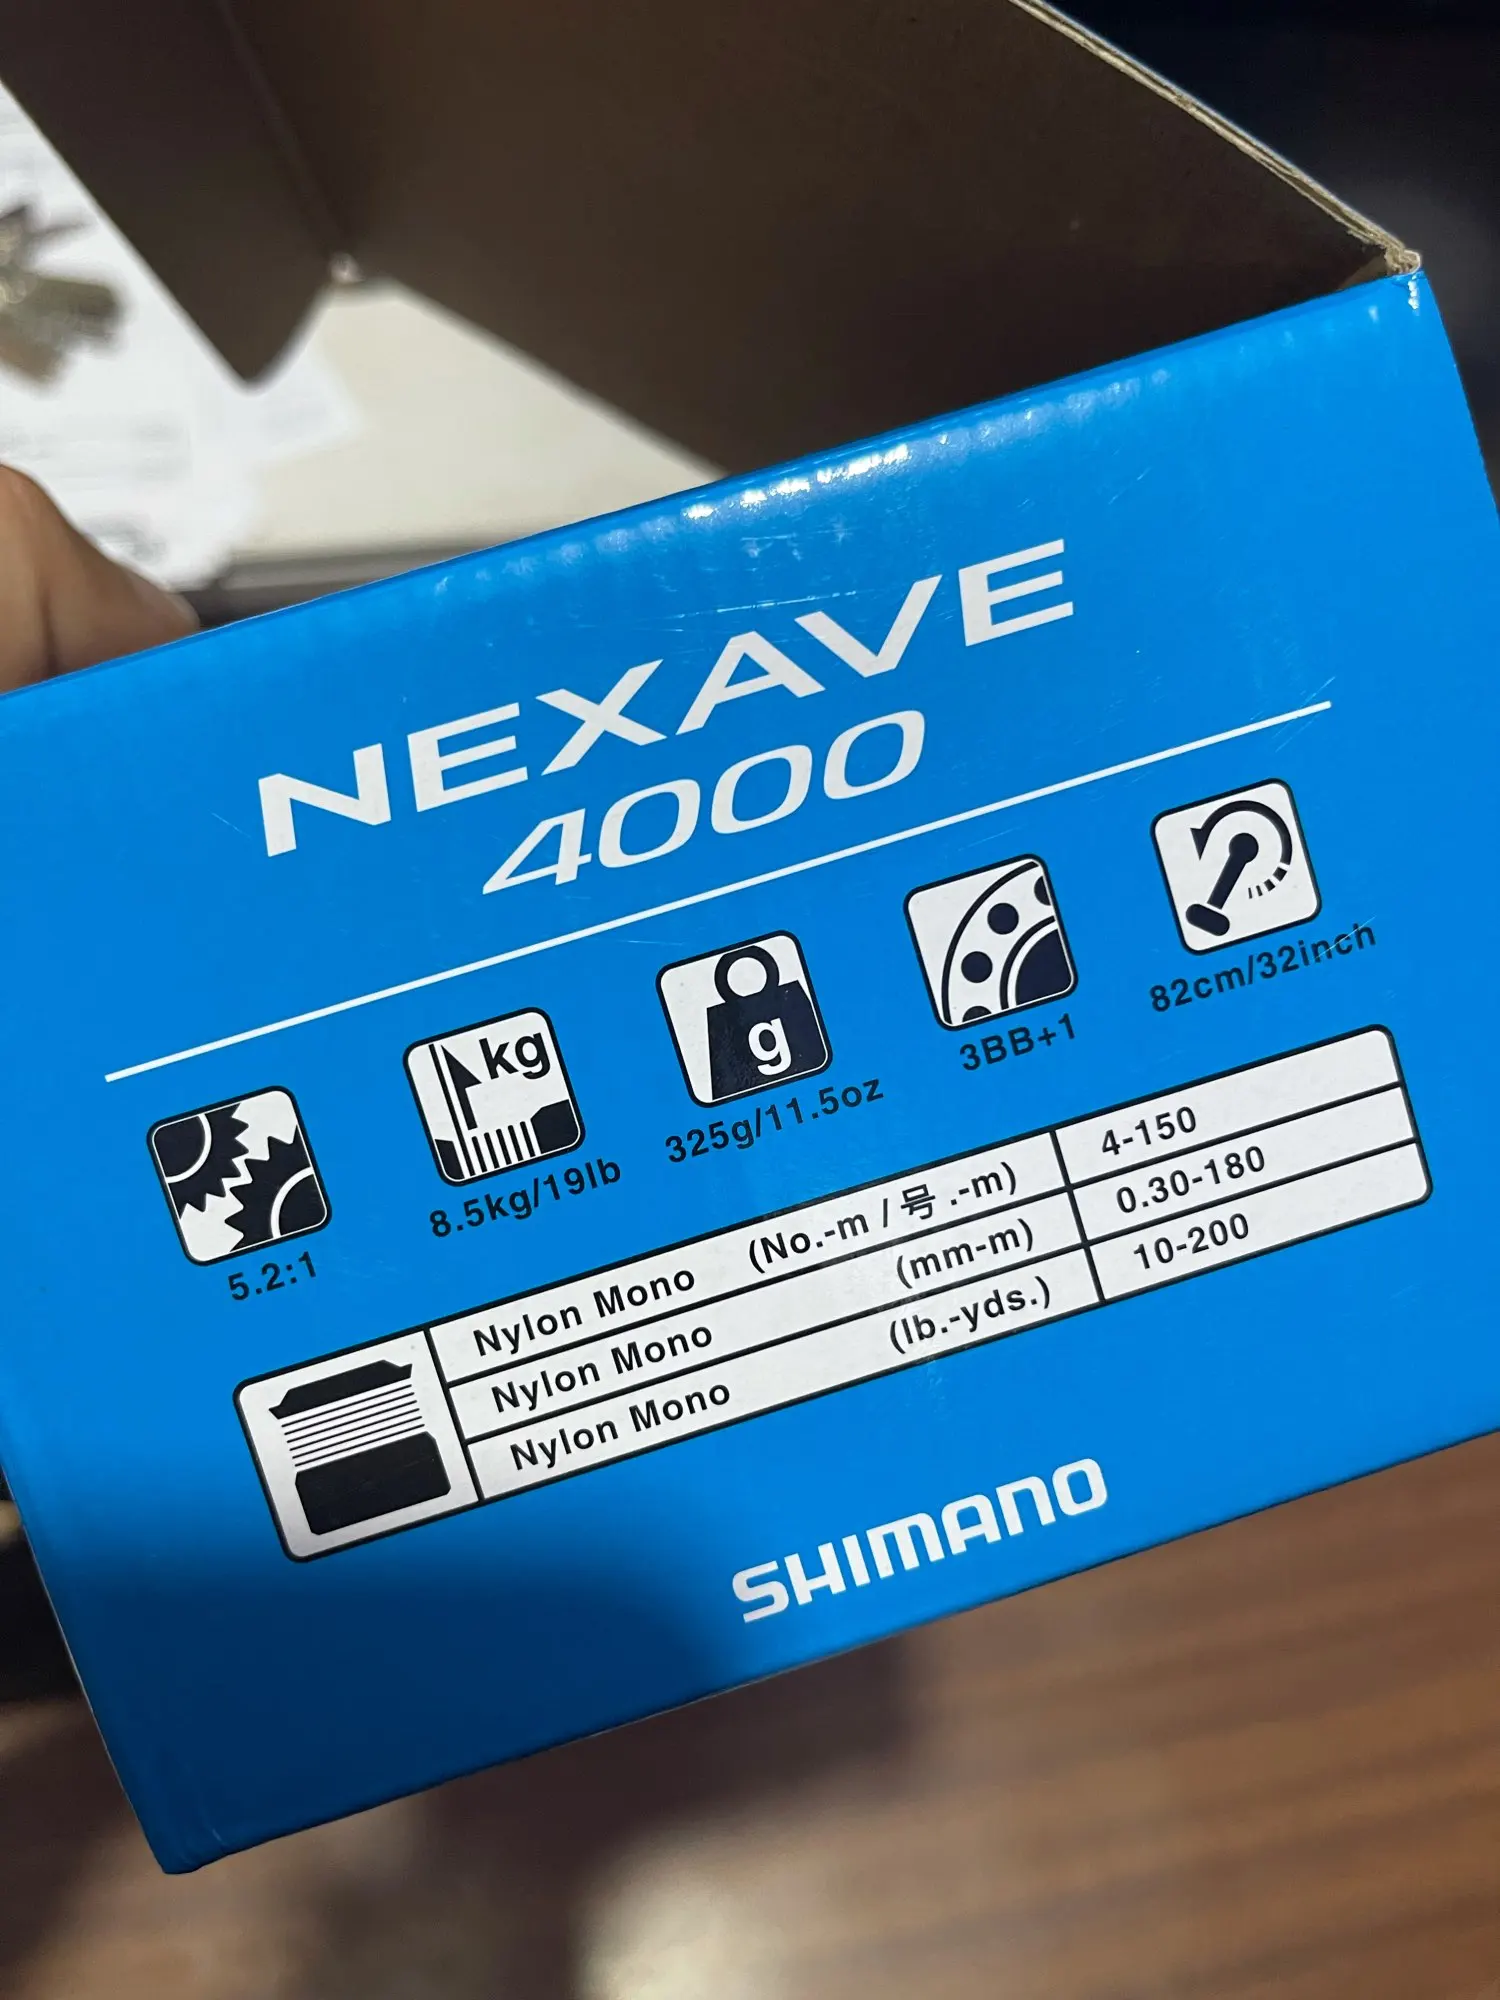 NEXAVE
4000
5.2:1
kg
8.5kg/19lb
g
325g/11.5oz
3BB+1
82cm/32inch
Nylon Mono (No.-m / 号 .-m) 4-150
Nylon Mono (mm-m) 0.30-180
Nylon Mono (lb.-yds.) 10-200
SHIMANO